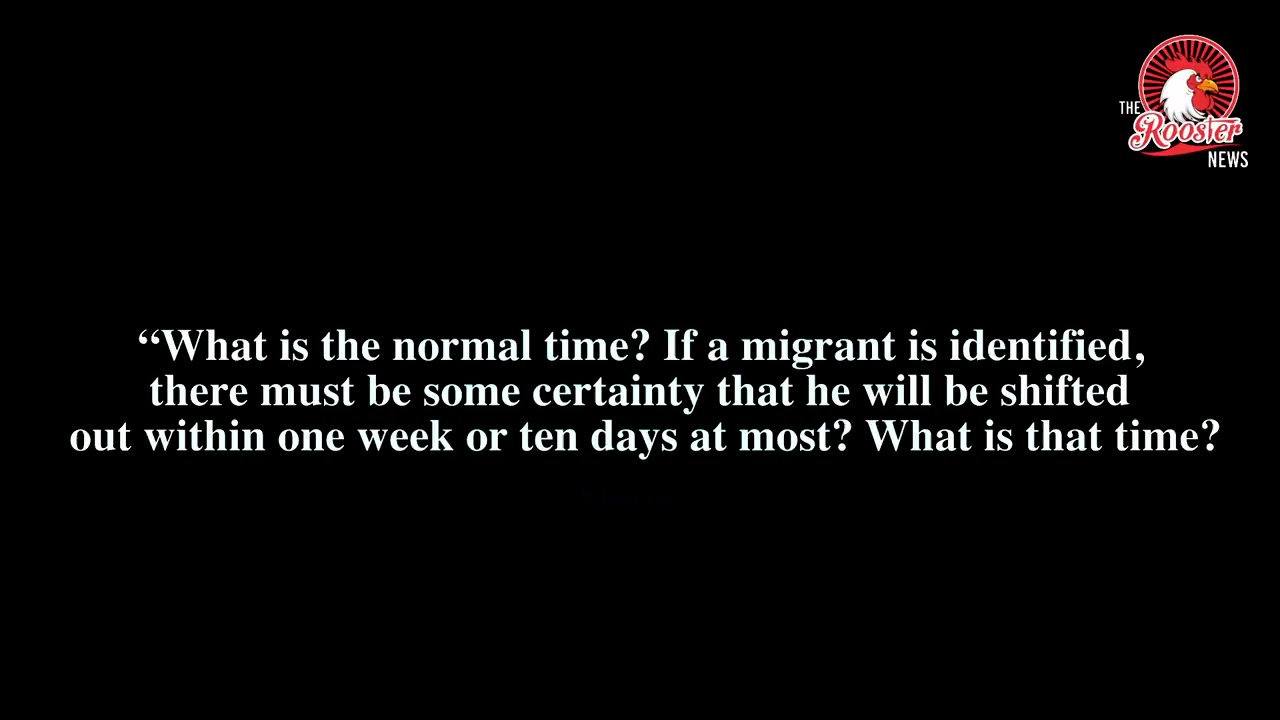 THE
Rooster
NEWS
“What is the normal time? If a migrant is identified,
there must be some certainty that he will be shifted
out within one week or ten days at most? What is that time?